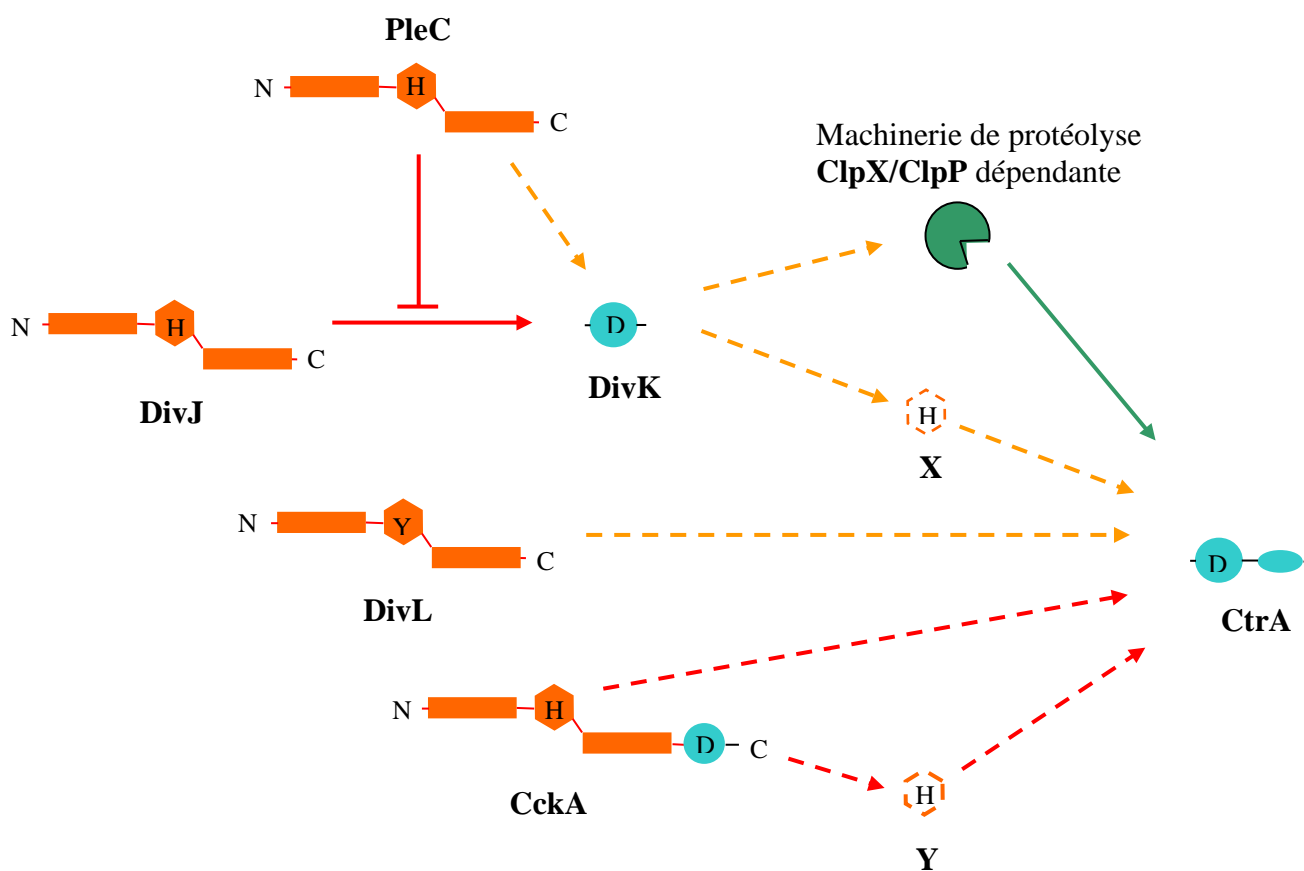 PleC
N H C
Machinerie de protéolyse
ClpX/ClpP dépendante
N H C
D
DivJ
DivK
H
X
N Y C
DivL
D
CtrA
N H D C
CckA
H
Y